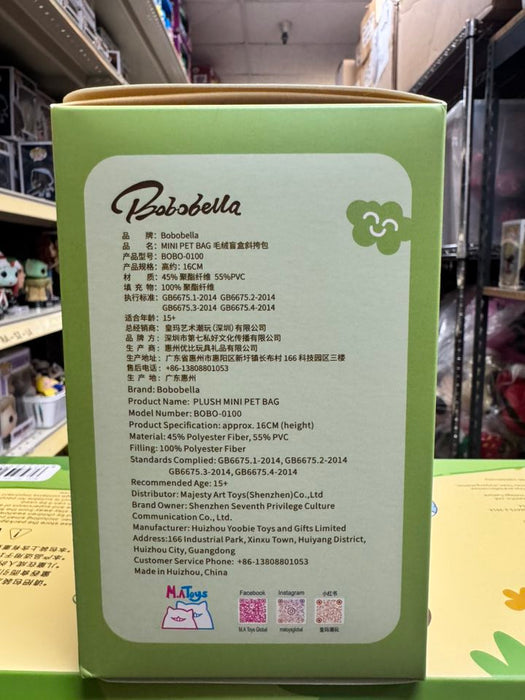 Bobobella
品 牌：Bobobella
品 名：MINI PET BAG 毛绒盲盒斜挎包
产品型号：BOBO-0100
产品规格：高约：16CM
材 质：45% 聚酯纤维 55%PVC
填 充 物：100% 聚酯纤维
执行标准：GB6675.1-2014 GB6675.2-2014
GB6675.3-2014 GB6675.4-2014
适合年龄：15+
总经销商：皇玛艺术潮玩(深圳)有限公司
品 牌 方：深圳市第七私好文化传播有限公司
生 产 商：惠州优比玩具礼品有限公司
生产地址：广东省惠州市惠阳区新圩镇长布村 166 科技园区三楼
售后电话：+86-13808801053
生 产 地：广东惠州
Brand: Bobobella
Product Name: PLUSH MINI PET BAG
Model Number: BOBO-0100
Product Specification: approx. 16CM (height)
Material: 45% Polyester Fiber, 55% PVC
Filling: 100% Polyester Fiber
Standards Complied: GB6675.1-2014, GB6675.2-2014
GB6675.3-2014, GB6675.4-2014
Recommended Age: 15+
Distributor: Majesty Art Toys(Shenzhen)Co.,Ltd
Brand Owner: Shenzhen Seventh Privilege Culture
Communication Co., Ltd.
Manufacturer: Huizhou Yoobie Toys and Gifts Limited
Address:166 Industrial Park, Xinxu Town, Huiyang District,
Huizhou City, Guangdong
Customer Service Phone: +86-13808801053
Made in Huizhou, China
M.A Toys
Facebook Instagram 小红书
M.A Toys Global matoysglobal 皇玛潮玩